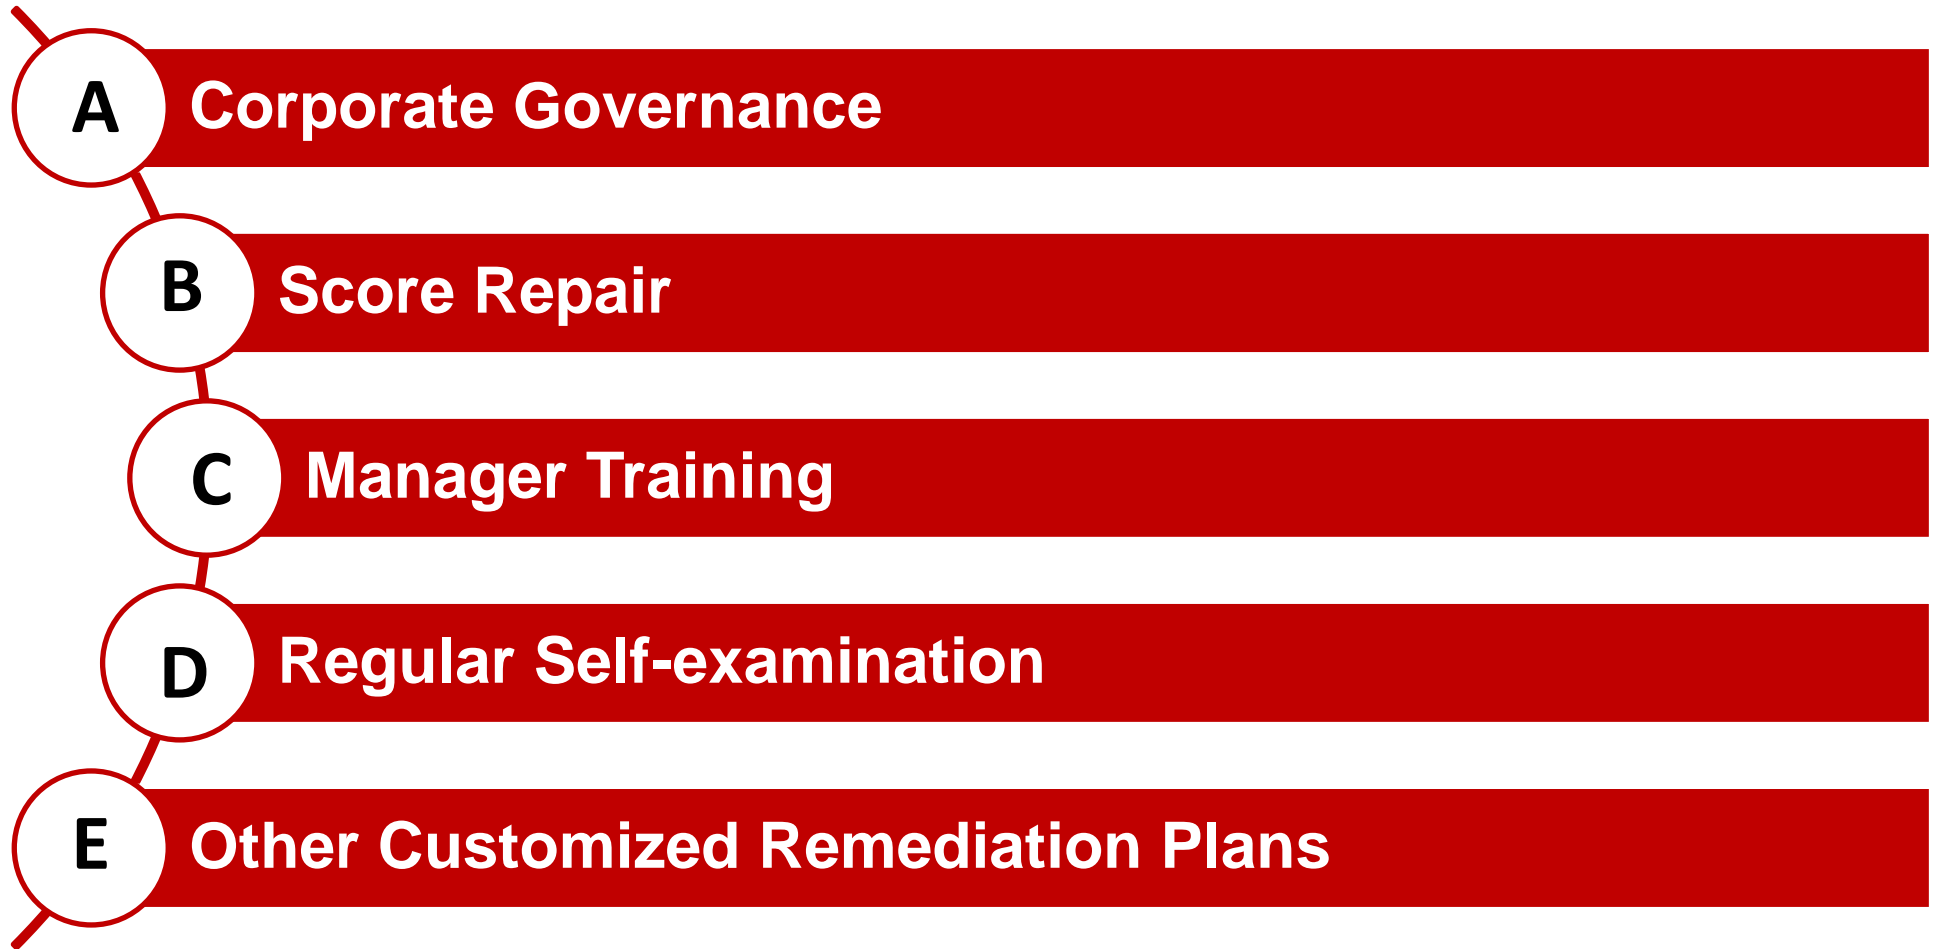 A
Corporate Governance
B
Score Repair
C
Manager Training
D
Regular Self-examination
E
Other Customized Remediation Plans